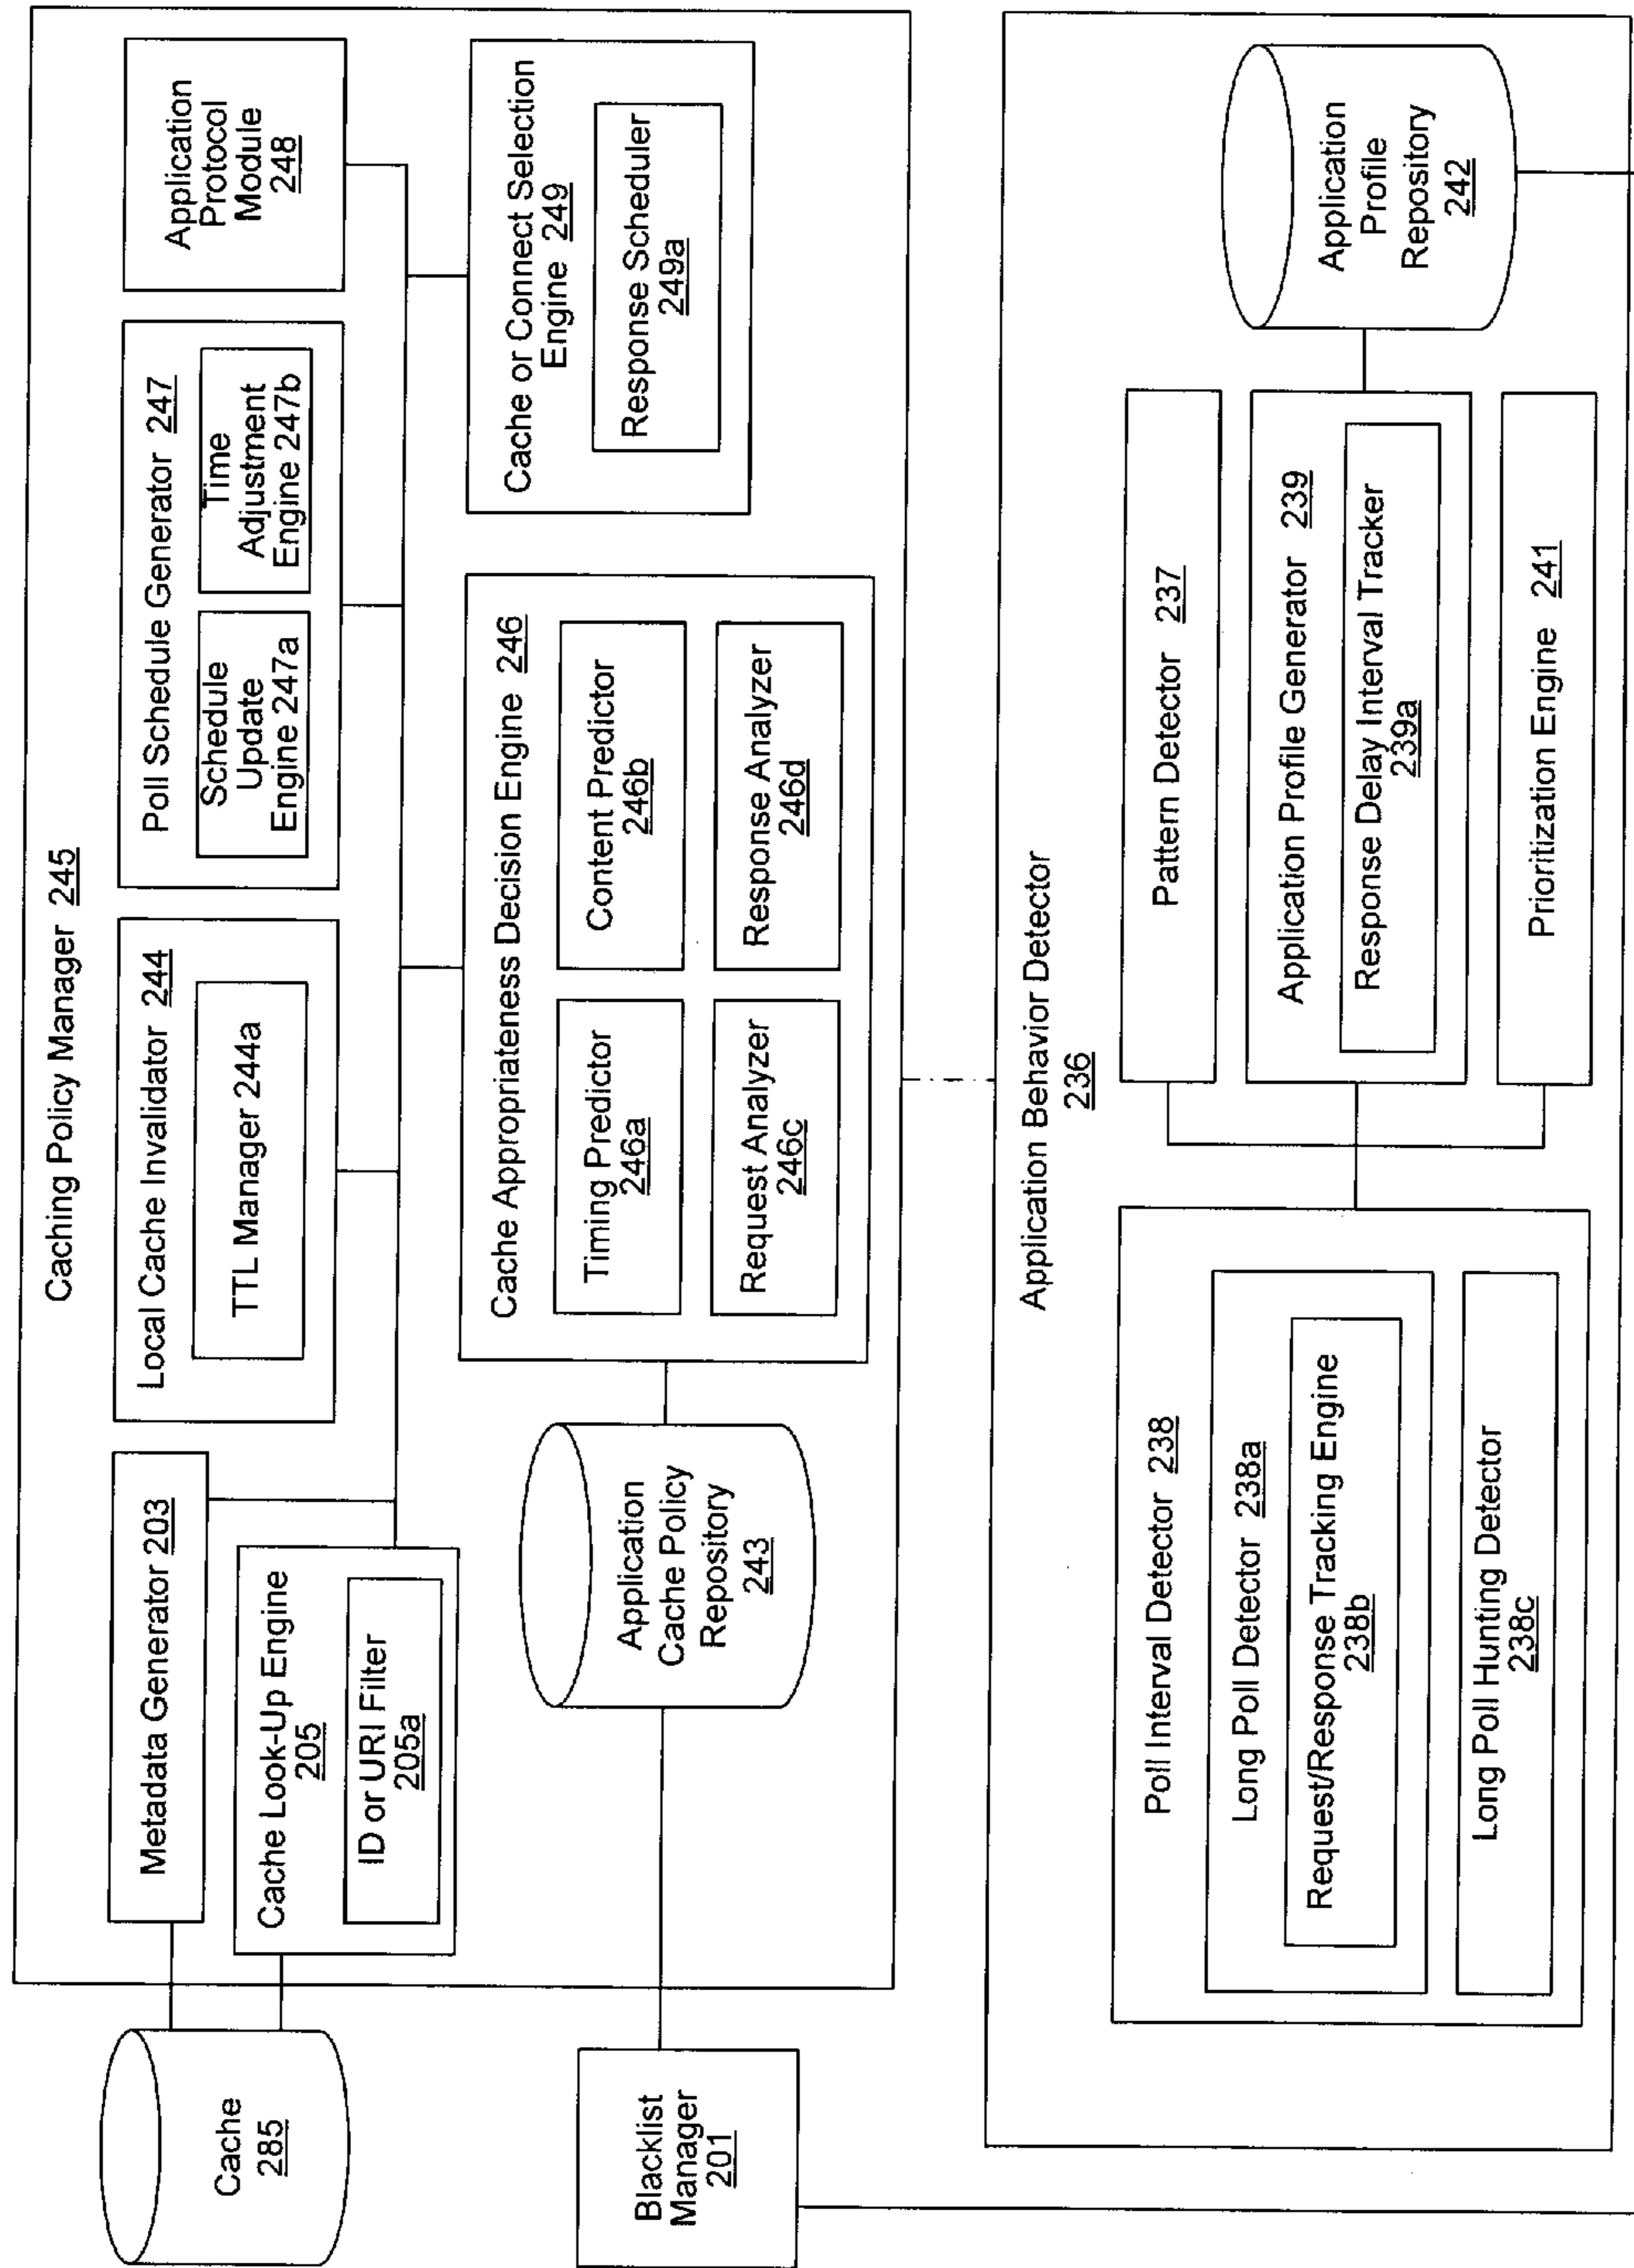 Caching Policy Manager 245
Metadata Generator 203
Cache Look-Up Engine
205
ID or URI Filter
205a
Local Cache Invalidator 244
TTL Manager 244a
Poll Schedule Generator 247
Schedule
Update
Engine 247a
Time
Adjustment
Engine 247b
Application
Protocol
Module
248
Cache
285
Blacklist
Manager
201
Application
Cache Policy
Repository
243
Cache Appropriateness Decision Engine 246
Timing Predictor
246a
Content Predictor
246b
Request Analyzer
246c
Response Analyzer
246d
Cache or Connect Selection
Engine 249
Response Scheduler
249a
Application Behavior Detector
236
Poll Interval Detector 238
Long Poll Detector 238a
Request/Response Tracking Engine
238b
Long Poll Hunting Detector
238c
Pattern Detector 237
Application Profile Generator 239
Response Delay Interval Tracker
239a
Prioritization Engine 241
Application
Profile
Repository
242